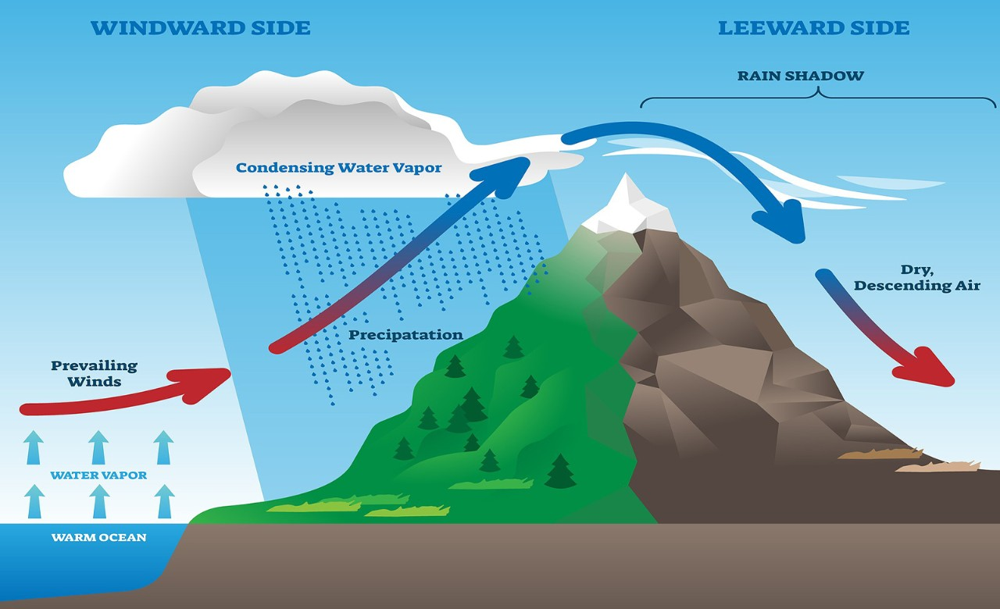 WINDWARD SIDE
LEEWARD SIDE
RAIN SHADOW
Condensing Water Vapor
Dry,
Descending Air
Precipatation
Prevailing
Winds
WATER VAPOR
WARM OCEAN